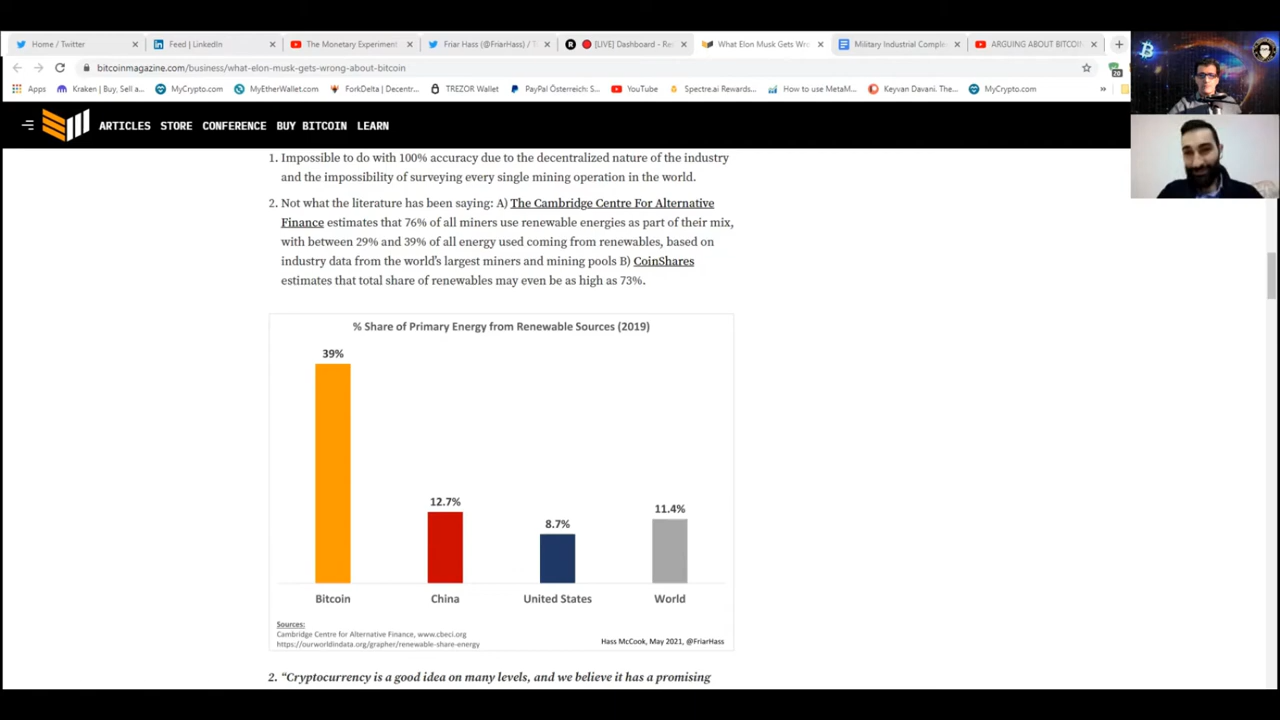 Home / Twitter
Feed | LinkedIn
The Monetary Experiment
Friar Hass (@FriarHass) / T
[LIVE] Dashboard - Re
What Elon Musk Gets Wr
Military Industrial Comple
ARGUING ABOUT BITCOI
bitcoinmagazine.com/business/what-elon-musk-gets-wrong-about-bitcoin
20
Apps
Kraken | Buy, Sell a...
MyCrypto.com
MyEtherWallet.com
ForkDelta | Decentr...
TREZOR Wallet
PayPal Österreich: S...
YouTube
Spectre.ai Rewards...
How to use MetaM...
Keyvan Davani. The...
MyCrypto.com
ARTICLES STORE CONFERENCE BUY BITCOIN LEARN
1. Impossible to do with 100% accuracy due to the decentralized nature of the industry
and the impossibility of surveying every single mining operation in the world.
2. Not what the literature has been saying: A) The Cambridge Centre For Alternative
Finance estimates that 76% of all miners use renewable energies as part of their mix,
with between 29% and 39% of all energy used coming from renewables, based on
industry data from the world's largest miners and mining pools B) CoinShares
estimates that total share of renewables may even be as high as 73%.
% Share of Primary Energy from Renewable Sources (2019)
39%
12.7%
8.7%
11.4%
Bitcoin
China
United States
World
Sources:
Cambridge Centre for Alternative Finance, www.cbeci.org
https://ourworldindata.org/grapher/renewable-share-energy
Hass McCook, May 2021, @FriarHass
2. “Cryptocurrency is a good idea on many levels, and we believe it has a promising